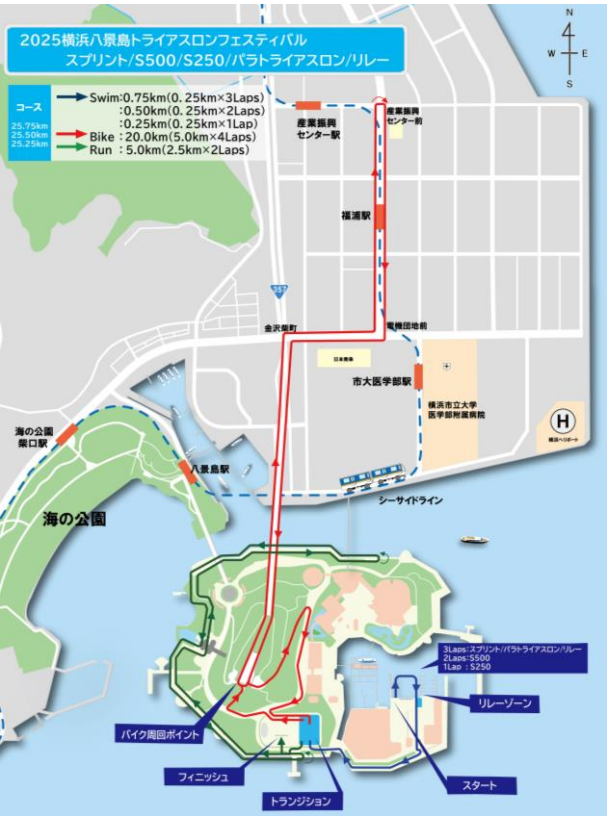 2025横浜八景島トライアスロンフェスティバル
スプリント/S500/S250/パラトライアスロン/リレー
コース
25.75km
25.50km
25.25km
Swim:0.75km(0.25km×3Laps)
:0.50km(0.25km×2Laps)
:0.25km(0.25km×1Lap)
Bike :20.0km(5.0km×4Laps)
Run :5.0km(2.5km×2Laps)
N
W E
S
産業振興
センター駅
産業振興
センター前
福浦駅
357
金沢柴町
電機団地前
市大医学部駅
横浜市立大学
医学部附属病院
H
横浜ヘリポート
海の公園
柴口駅
八景島駅
シーサイドライン
海の公園
3Laps:スプリント/パラトライアスロン/リレー
2Laps:S500
1Lap :S250
リレーゾーン
バイク周回ポイント
フィニッシュ
スタート
トランジション